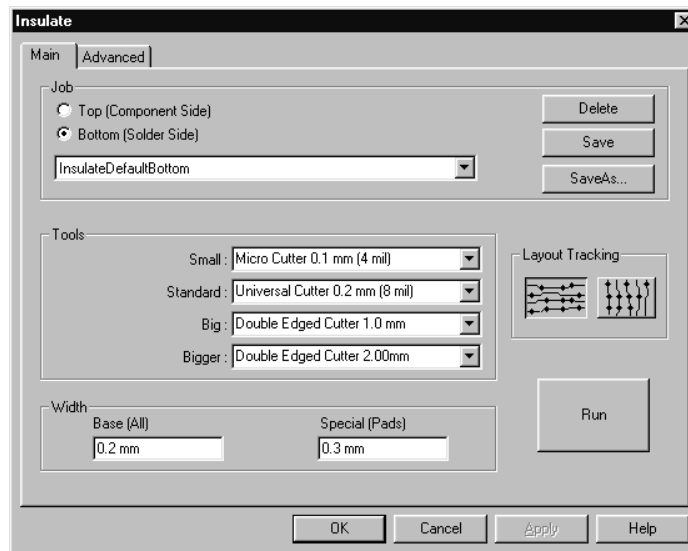 Insulate
Main Advanced
Job
Top (Component Side)
Bottom (Solder Side)
InsulateDefaultBottom
Delete
Save
SaveAs...
Tools
Small : Micro Cutter 0.1 mm (4 mil)
Standard : Universal Cutter 0.2 mm (8 mil)
Big : Double Edged Cutter 1.0 mm
Bigger : Double Edged Cutter 2.00mm
Layout Tracking
Width
Base (All) Special (Pads)
0.2 mm 0.3 mm
Run
OK Cancel Apply Help